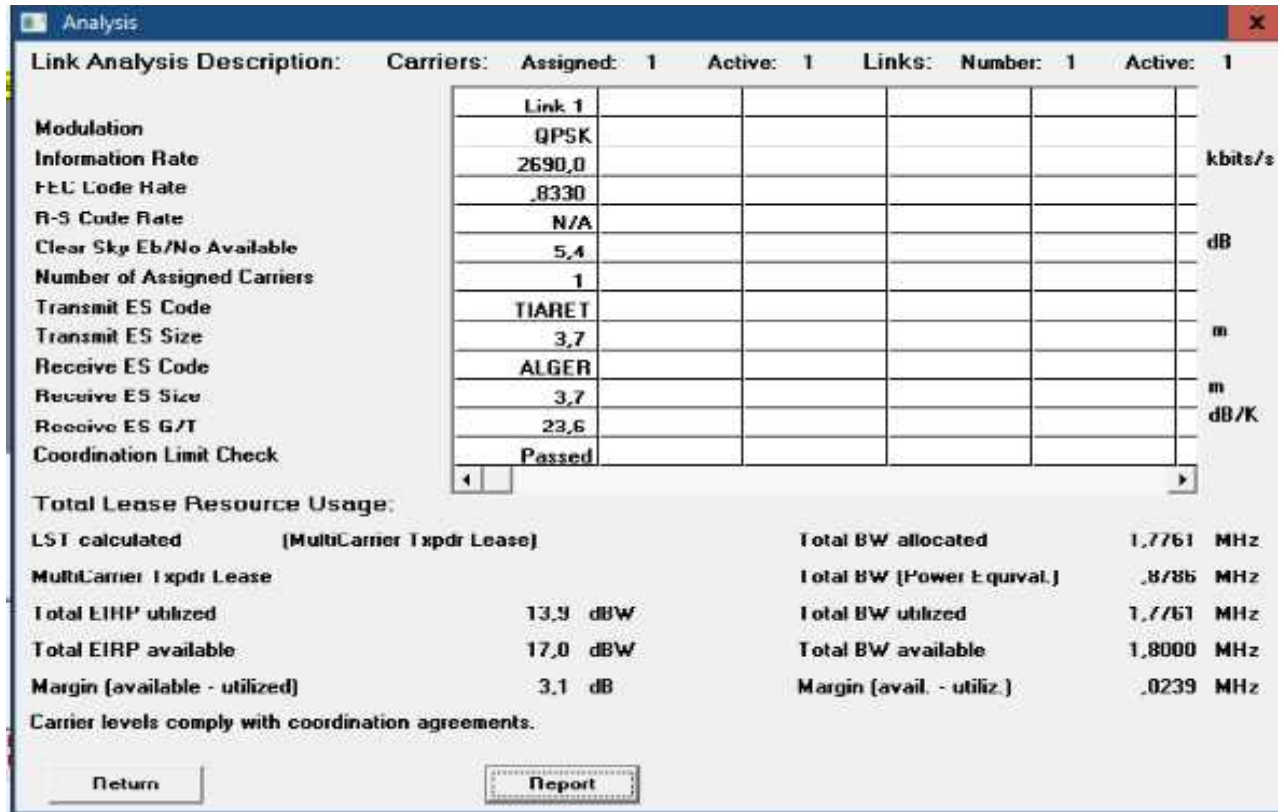 Analysis
Link Analysis Description: Carriers: Assigned: 1 Active: 1 Links: Number: 1 Active: 1
Link 1
Modulation QPSK
Information Rate 2690,0 kbits/s
FEC Code Rate ,8330
R-S Code Rate N/A
Clear Sky Eb/No Available 5,4 dB
Number of Assigned Carriers 1
Transmit ES Code TIARET
Transmit ES Size 3,7 m
Receive ES Code ALGER
Receive ES Size 3,7 m
Receive ES G/T 23,6 dB/K
Coordination Limit Check Passed
Total Lease Resource Usage:
LST calculated (MultiCarrier Txpdr Lease) Total BW allocated 1,7761 MHz
MultiCarrier Txpdr Lease Total BW (Power Equival.) ,8786 MHz
Total EIRP utilized 13,9 dBW Total BW utilized 1,7761 MHz
Total EIRP available 17,0 dBW Total BW available 1,8000 MHz
Margin (available - utilized) 3,1 dB Margin (avail. - utiliz.) ,0239 MHz
Carrier levels comply with coordination agreements.
Return Report